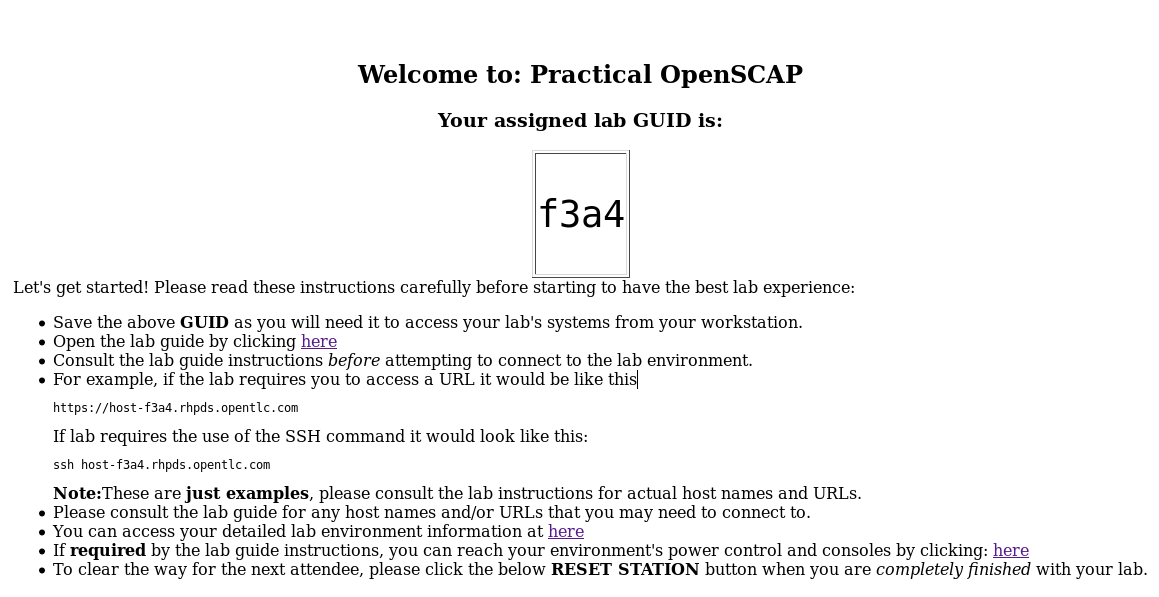 Welcome to: Practical OpenSCAP
Your assigned lab GUID is:
f3a4
Let's get started! Please read these instructions carefully before starting to have the best lab experience:
• Save the above GUID as you will need it to access your lab's systems from your workstation.
• Open the lab guide by clicking here
• Consult the lab guide instructions before attempting to connect to the lab environment.
• For example, if the lab requires you to access a URL it would be like this
https://host-f3a4.rhpds.opentlc.com
If lab requires the use of the SSH command it would look like this:
ssh host-f3a4.rhpds.opentlc.com
Note:These are just examples, please consult the lab instructions for actual host names and URLs.
• Please consult the lab guide for any host names and/or URLs that you may need to connect to.
• You can access your detailed lab environment information at here
• If required by the lab guide instructions, you can reach your environment's power control and consoles by clicking: here
• To clear the way for the next attendee, please click the below RESET STATION button when you are completely finished with your lab.